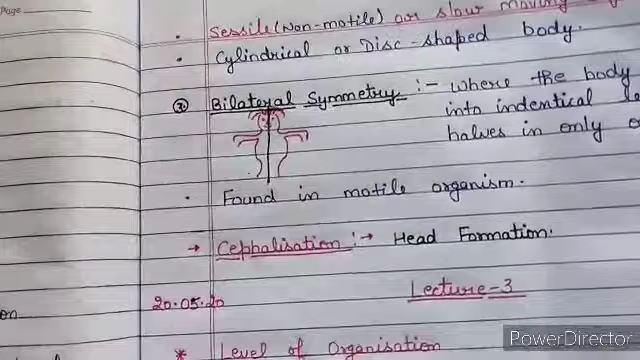 Page
• Sessile (Non-motile) or slow moving
• Cylindrical or Disc-shaped body.
② Bilateral Symmetry :- where the body
into indentical
halves in only
• Found in motile organism.
→ Cephalisation :→ Head Formation.
20.05.20 Lecture-3
on
* Level of Organisation
PowerDirector